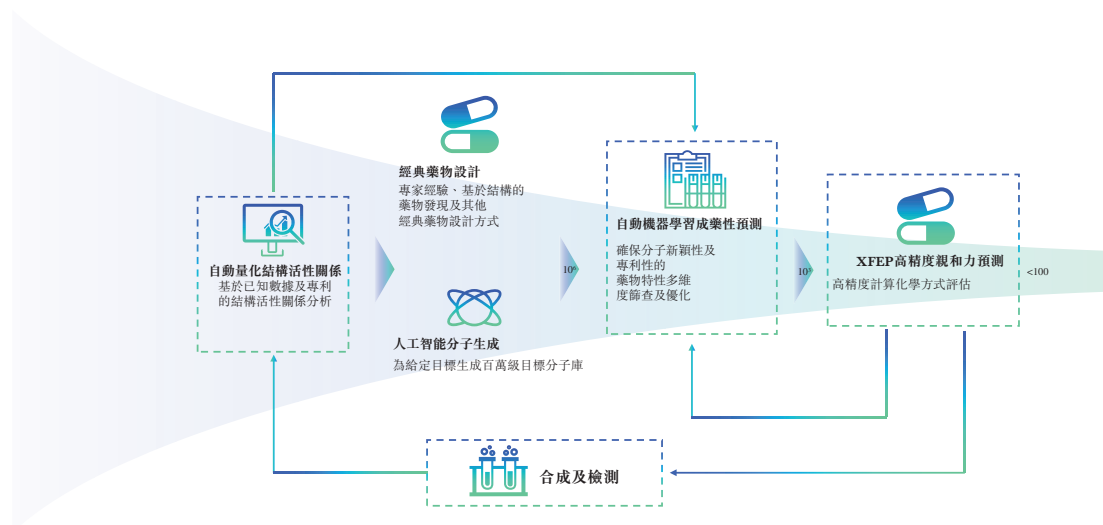 經典藥物設計
專家經驗、基於結構的
藥物發現及其他
經典藥物設計方式
自動量化結構活性關係
基於已知數據及專利
的結構活性關係分析
人工智能分子生成
為給定目標生成百萬級目標分子庫
10⁶
自動機器學習成藥性預測
確保分子新穎性及
專利性的
藥物特性多維
度篩查及優化
XFEP高精度親和力預測
高精度計算化學方式評估
<100
合成及檢測